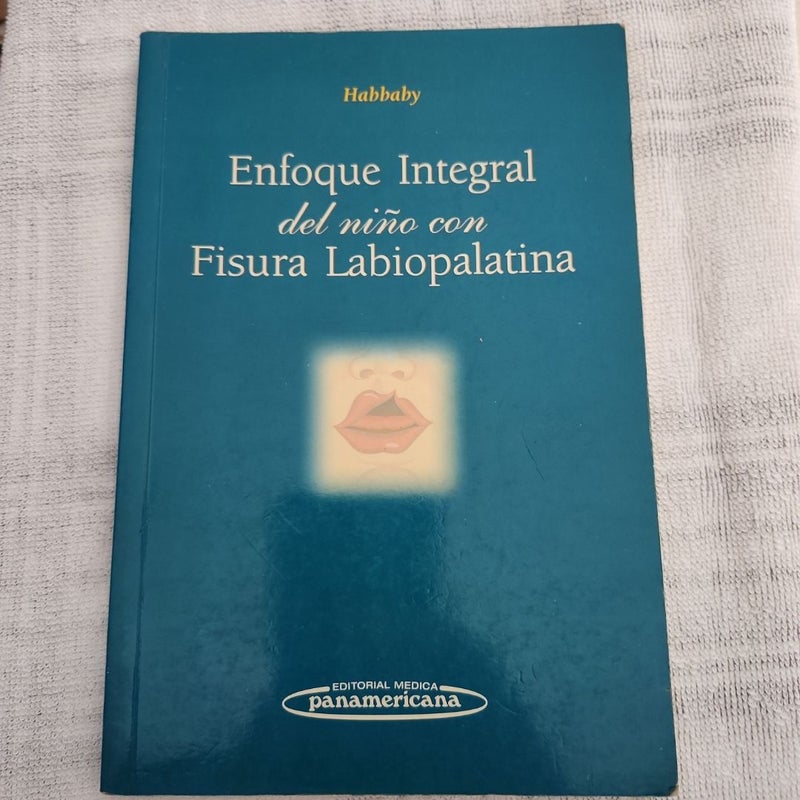 Habbaby
Enfoque Integral
del niño con
Fisura Labiopalatina
EDITORIAL MEDICA
panamericana